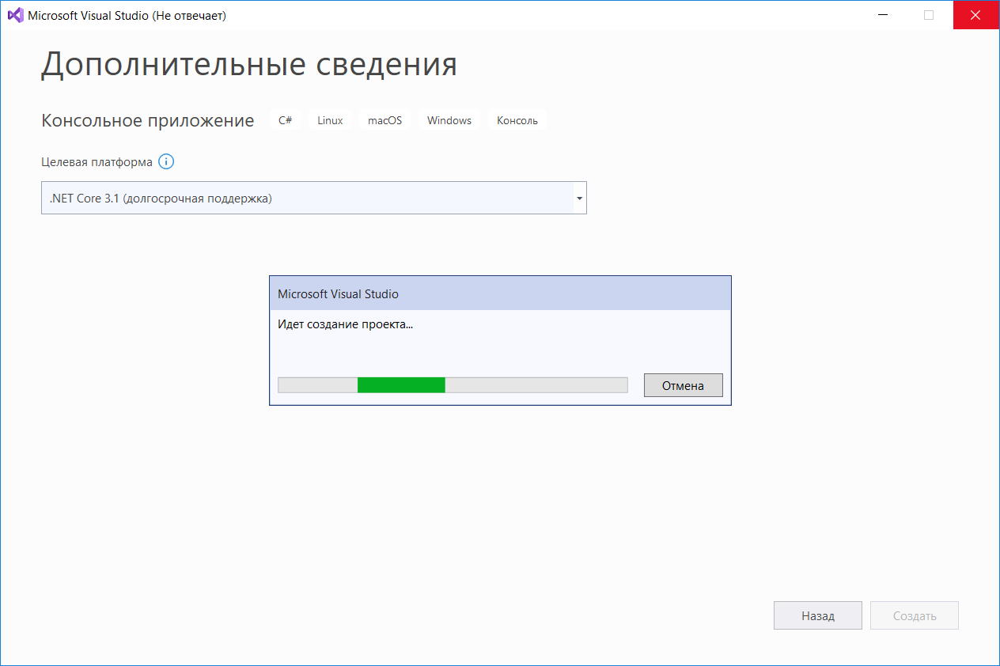 Microsoft Visual Studio (Не отвечает)
Дополнительные сведения
Консольное приложение C# Linux macOS Windows Консоль
Целевая платформа
.NET Core 3.1 (долгосрочная поддержка)
Microsoft Visual Studio
Идет создание проекта...
Отмена
Назад Создать